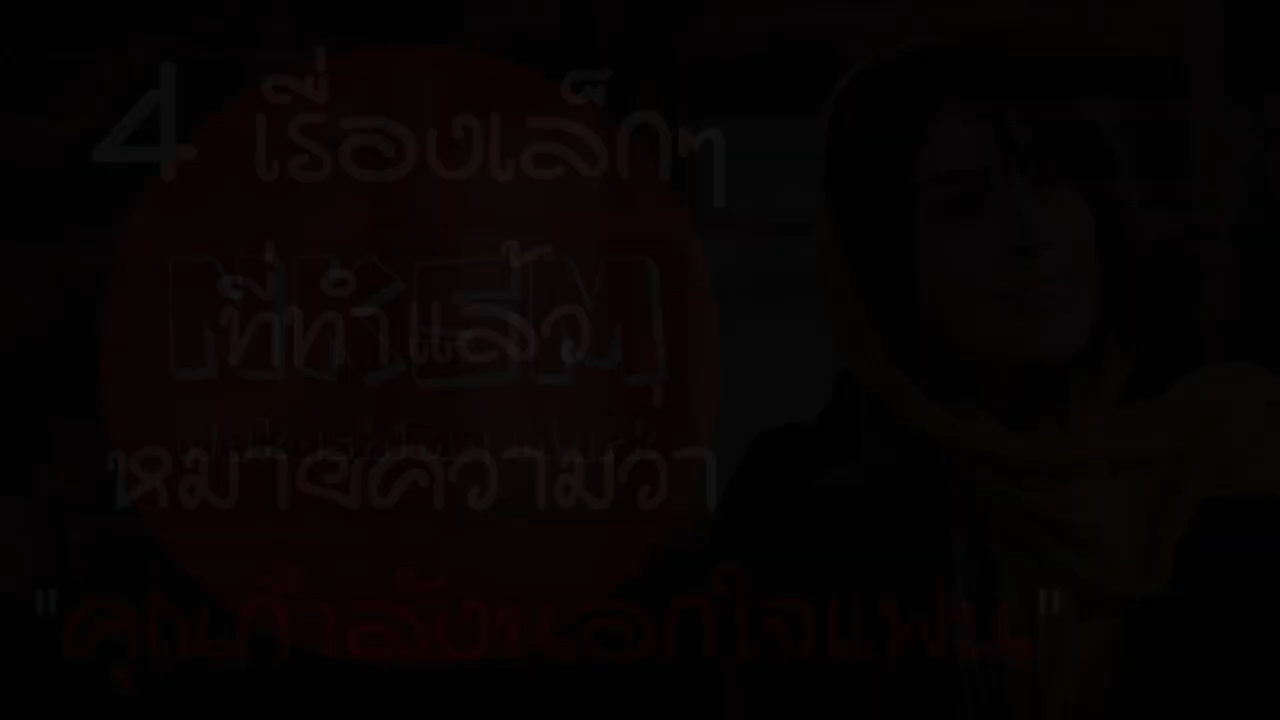 4 เรื่องเล็กๆ
ที่ทำแล้ว
หมายความว่า
"คุณกำลังนอกใจแฟน"